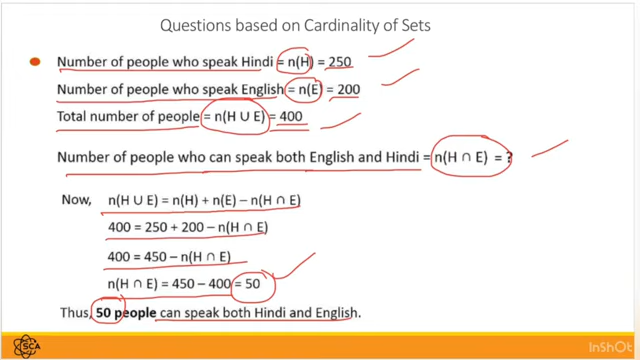 Questions based on Cardinality of Sets
Number of people who speak Hindi = n(H) = 250
Number of people who speak English = n(E) = 200
Total number of people = n(H ∪ E) = 400
Number of people who can speak both English and Hindi = n(H ∩ E) = ?
Now, n(H ∪ E) = n(H) + n(E) – n(H ∩ E)
400 = 250 + 200 – n(H ∩ E)
400 = 450 – n(H ∩ E)
n(H ∩ E) = 450 – 400 = 50
Thus, 50 people can speak both Hindi and English.
SCA
InShOt